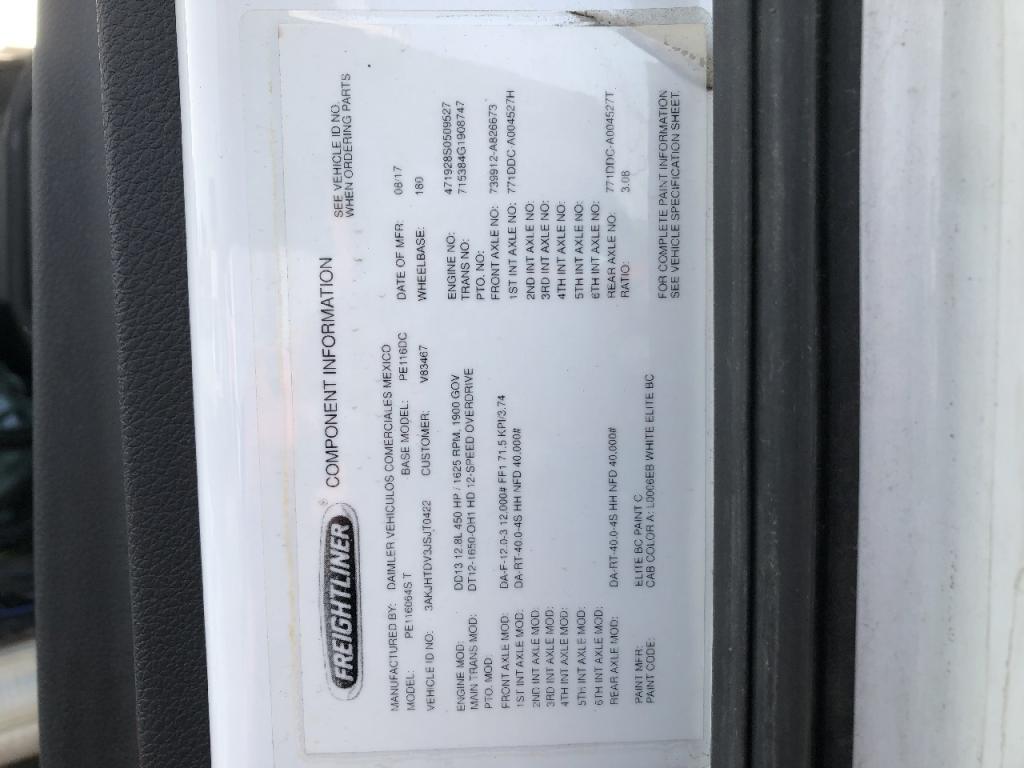 FREIGHTLINER® COMPONENT INFORMATION SEE VEHICLE ID NO.
WHEN ORDERING PARTS
MANUFACTURED BY: DAIMLER VEHICULOS COMERCIALES MEXICO DATE OF MFR: 08/17
MODEL: PE116064S T BASE MODEL: PE116DC WHEELBASE: 180
VEHICLE ID NO: 3AKJHTDV3JSJT0422 CUSTOMER: V83467
ENGINE MOD: DD13 12.8L 450 HP / 1625 RPM, 1900 GOV ENGINE NO: 471928S0509527
MAIN TRANS MOD: DT12-1650-OH1 HD 12-SPEED OVERDRIVE TRANS NO: 715384G1908747
PTO. MOD: PTO. NO:
FRONT AXLE MOD: DA-F-12.0-3 12,000# FF1 71.5 KPI/3.74 FRONT AXLE NO: 739912-A826673
1ST INT AXLE MOD: DA-RT-40.0-4S HH NFD 40,000# 1ST INT AXLE NO: 771DDC-A004527H
2ND INT AXLE MOD: 2ND INT AXLE NO:
3RD INT AXLE MOD: 3RD INT AXLE NO:
4TH INT AXLE MOD: 4TH INT AXLE NO:
5TH INT AXLE MOD: 5TH INT AXLE NO:
6TH INT AXLE MOD: 6TH INT AXLE NO:
REAR AXLE MOD: DA-RT-40.0-4S HH NFD 40,000# REAR AXLE NO: 771DDC-A004527T
RATIO: 3.08
PAINT MFR: ELITE BC PAINT C FOR COMPLETE PAINT INFORMATION
PAINT CODE: CAB COLOR A: L0006EB WHITE ELITE BC SEE VEHICLE SPECIFICATION SHEET.